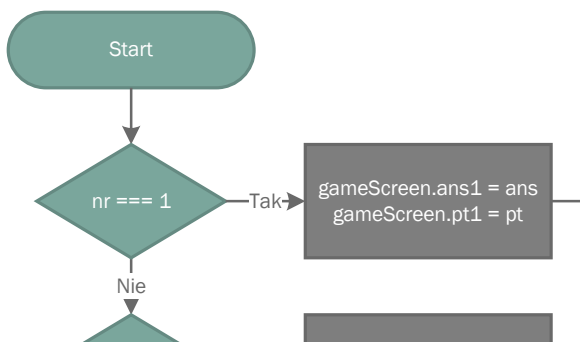 Start
nr === 1
Tak
gameScreen.ans1 = ans
gameScreen.pt1 = pt
Nie